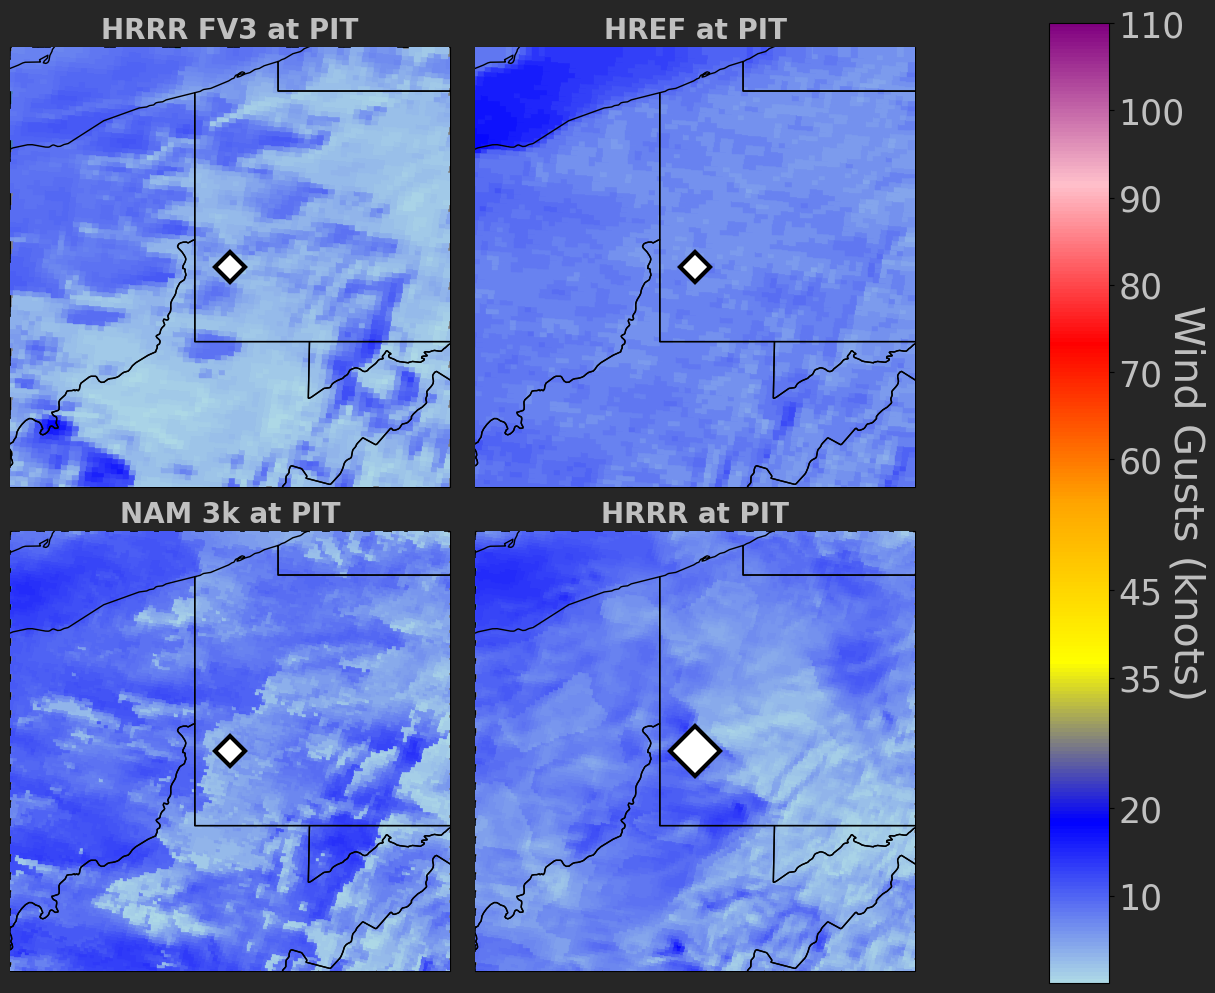 HRRR FV3 at PIT
HREF at PIT
NAM 3k at PIT
HRRR at PIT
110
100
90
80
70
60
45
35
20
10
Wind Gusts (knots)